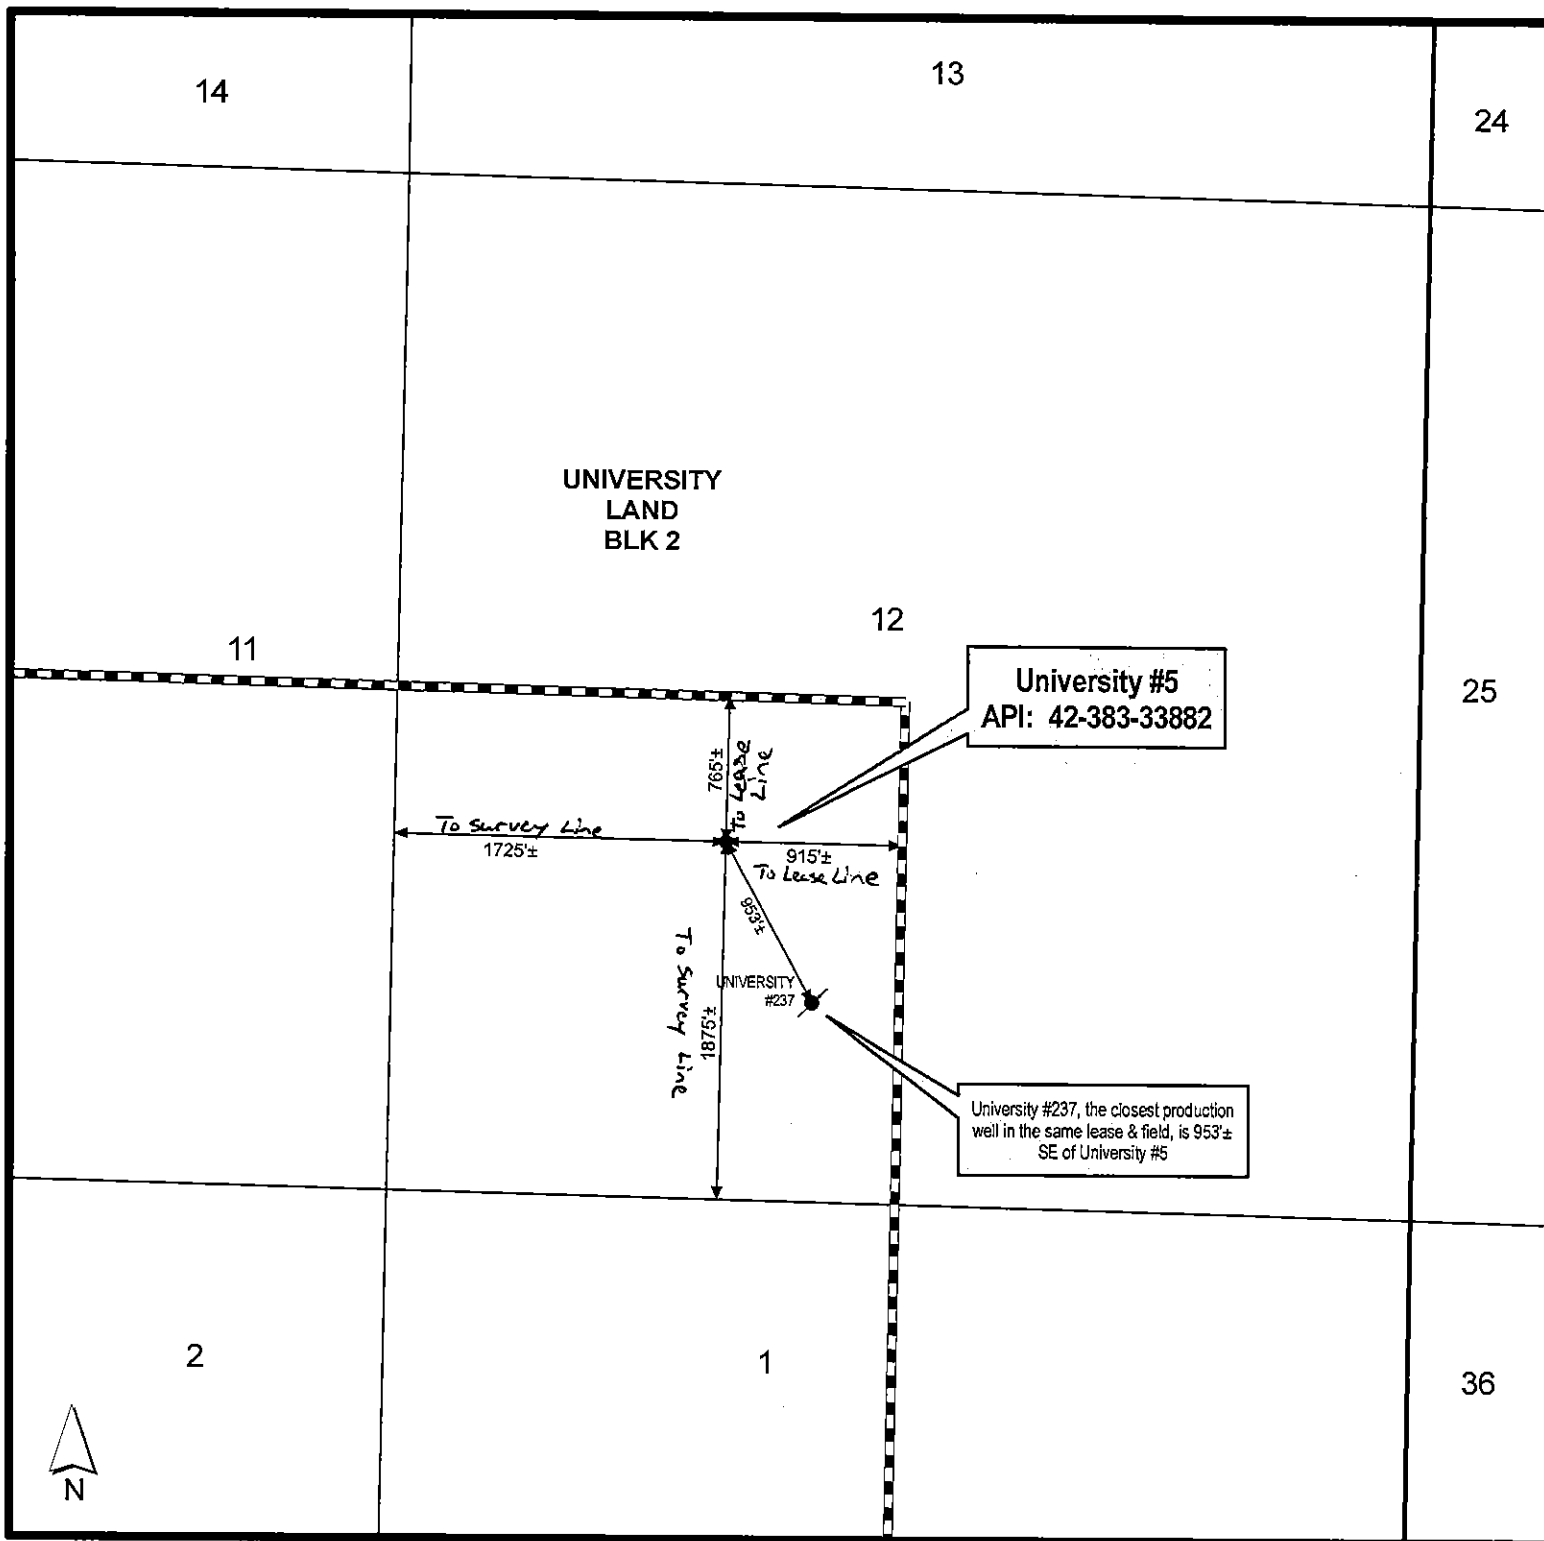 14
13
24
UNIVERSITY
LAND
BLK 2
12
11
University #5
API: 42-383-33882
25
765'±
To Lease
Line
To survey Line
1725'±
915'±
To Lease Line
953'±
To Survey Line
1875'±
UNIVERSITY
#237
University #237, the closest production
well in the same lease & field, is 953'±
SE of University #5
2
1
36
N